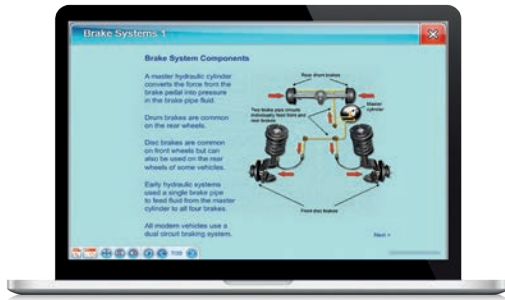 Brake Systems 1
Brake System Components
A master hydraulic cylinder
converts the force from the
brake pedal into pressure
in the brake pipe fluid.
Drum brakes are common
on the rear wheels.
Disc brakes are common
on front wheels but can
also be used on the rear
wheels of some vehicles.
Early hydraulic systems
used a single brake pipe
to feed fluid from the master
cylinder to all four brakes.
All modern vehicles use a
dual circuit braking system.
Rear drum brakes
Two brake pipe circuits
individually feed front and
rear brakes
Master
cylinder
Front disc brakes
Next >